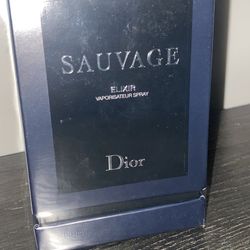 SAUVAGE
ELIXIR
VAPORISATEUR SPRAY
Dior